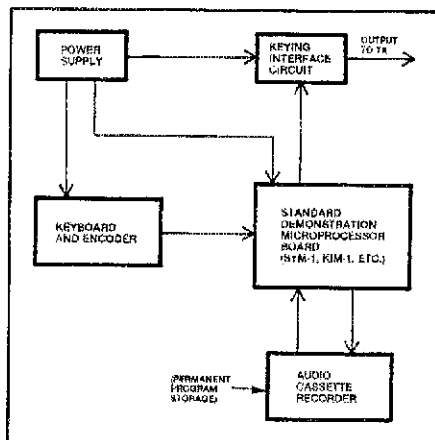 POWER
SUPPLY
KEYING
INTERFACE
CIRCUIT
OUTPUT
TO TX
KEYBOARD
AND ENCODER
STANDARD
DEMONSTRATION
MICROPROCESSOR
BOARD
(SYM-1, KIM-1, ETC.)
(PERMANENT
PROGRAM
STORAGE)
AUDIO
CASSETTE
RECORDER